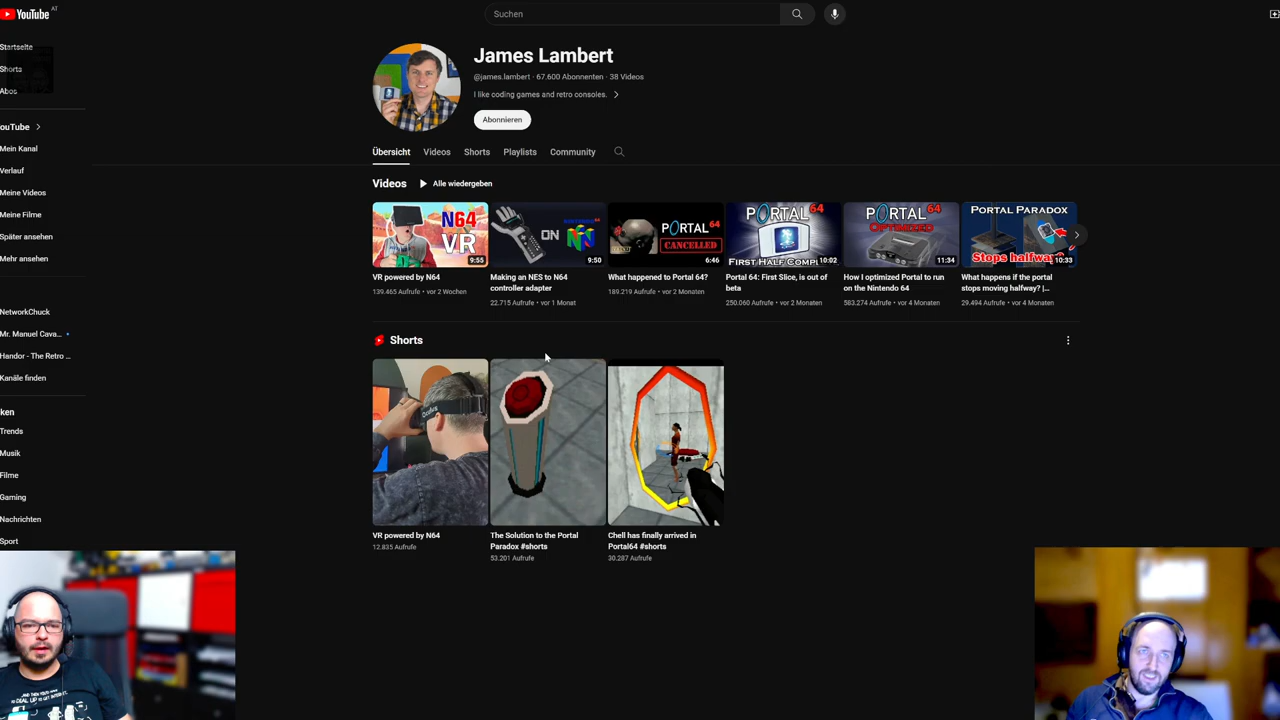 YouTube AT
Suchen
Startseite
Shorts
Abos
ouTube
Mein Kanal
Verlauf
Meine Videos
Meine Filme
Später ansehen
Mehr ansehen
NetworkChuck
Mr. Manuel Cava...
Handor - The Retro ...
Kanäle finden
ken
Trends
Musik
Filme
Gaming
Nachrichten
Sport
James Lambert
@james.lambert · 67.600 Abonnenten · 38 Videos
I like coding games and retro consoles.
Abonnieren
Übersicht Videos Shorts Playlists Community
Videos Alle wiedergeben
N64
VR
9:55
VR powered by N64
139.465 Aufrufe • vor 2 Wochen
ON
9:50
Making an NES to N64
controller adapter
22.715 Aufrufe • vor 1 Monat
PORTAL 64
CANCELLED
6:46
What happened to Portal 64?
189.219 Aufrufe • vor 2 Monaten
PORTAL 64
FIRST HALF COMPL
10:02
Portal 64: First Slice, is out of
beta
250.060 Aufrufe • vor 2 Monaten
PORTAL 64
OPTIMIZED
11:34
How I optimized Portal to run
on the Nintendo 64
583.274 Aufrufe • vor 4 Monaten
PORTAL PARADOX
Stops halfwa
10:33
What happens if the portal
stops moving halfway? |...
29.494 Aufrufe • vor 4 Monaten
Shorts
Oculus
VR powered by N64
12.835 Aufrufe
The Solution to the Portal
Paradox #shorts
53.201 Aufrufe
Chell has finally arrived in
Portal64 #shorts
30.287 Aufrufe